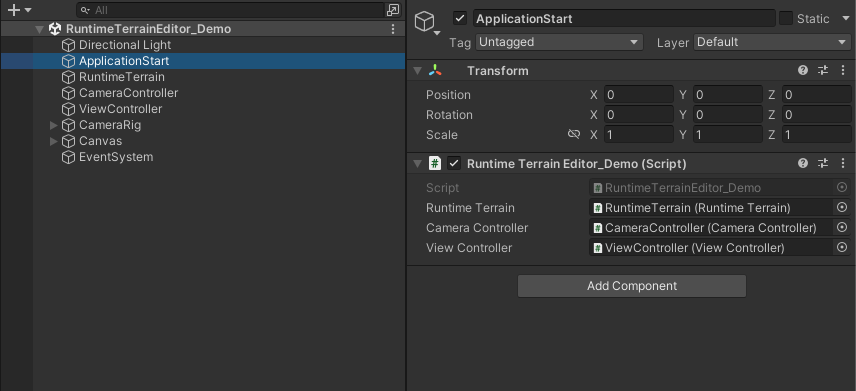 All
RuntimeTerrainEditor_Demo
Directional Light
ApplicationStart
RuntimeTerrain
CameraController
ViewController
CameraRig
Canvas
EventSystem
ApplicationStart Static
Tag Untagged Layer Default
Transform
Position X 0 Y 0 Z 0
Rotation X 0 Y 0 Z 0
Scale X 1 Y 1 Z 1
# Runtime Terrain Editor_Demo (Script)
Script # RuntimeTerrainEditor_Demo
Runtime Terrain # RuntimeTerrain (Runtime Terrain)
Camera Controller # CameraController (Camera Controller)
View Controller # ViewController (View Controller)
Add Component